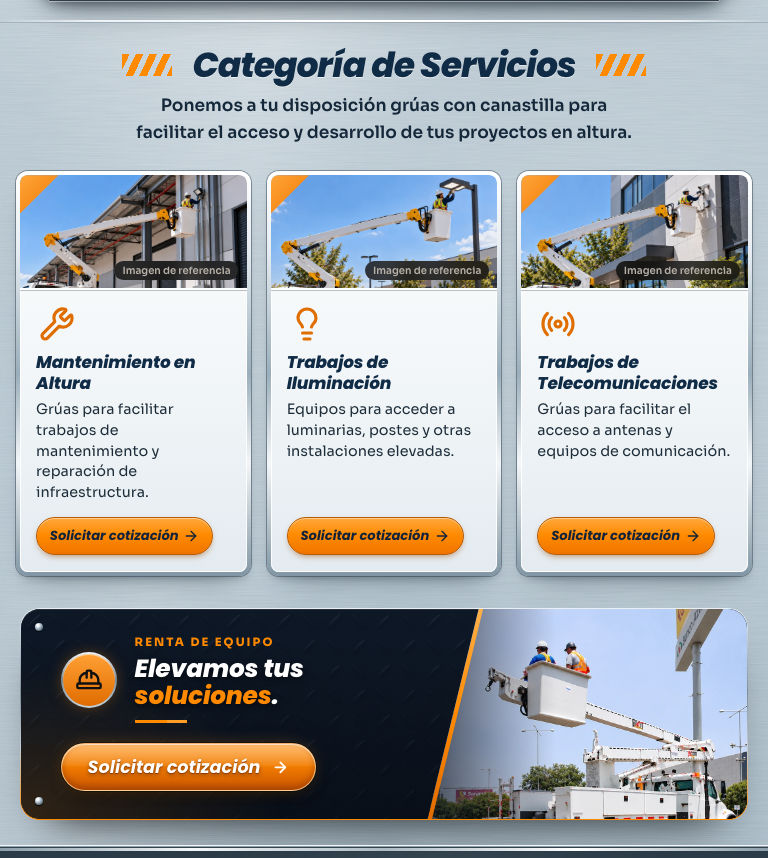 Categoría de Servicios
Ponemos a tu disposición grúas con canastilla para
facilitar el acceso y desarrollo de tus proyectos en altura.
Imagen de referencia
Mantenimiento en
Altura
Grúas para facilitar
trabajos de
mantenimiento y
reparación de
infraestructura.
Solicitar cotización
Imagen de referencia
Trabajos de
Iluminación
Equipos para acceder a
luminarias, postes y otras
instalaciones elevadas.
Solicitar cotización
Imagen de referencia
Trabajos de
Telecomunicaciones
Grúas para facilitar el
acceso a antenas y
equipos de comunicación.
Solicitar cotización
RENTA DE EQUIPO
Elevamos tus
soluciones.
Solicitar cotización